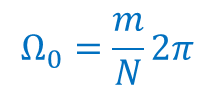 Ω₀ = m/N 2π